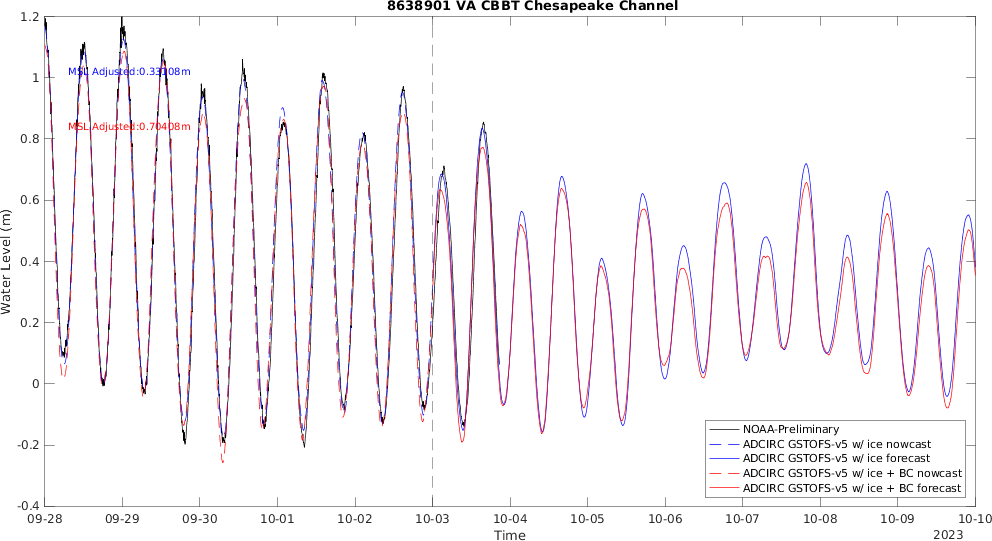 8638901 VA CBBT Chesapeake Channel
1.2
1
0.8
0.6
0.4
0.2
0
-0.2
-0.4
Water Level (m)
MSL Adjusted:0.33108m
MSL Adjusted:0.70408m
NOAA-Preliminary
ADCIRC GSTOFS-v5 w/ ice nowcast
ADCIRC GSTOFS-v5 w/ ice forecast
ADCIRC GSTOFS-v5 w/ ice + BC nowcast
ADCIRC GSTOFS-v5 w/ ice + BC forecast
09-28 09-29 09-30 10-01 10-02 10-03 10-04 10-05 10-06 10-07 10-08 10-09 10-10
Time
2023